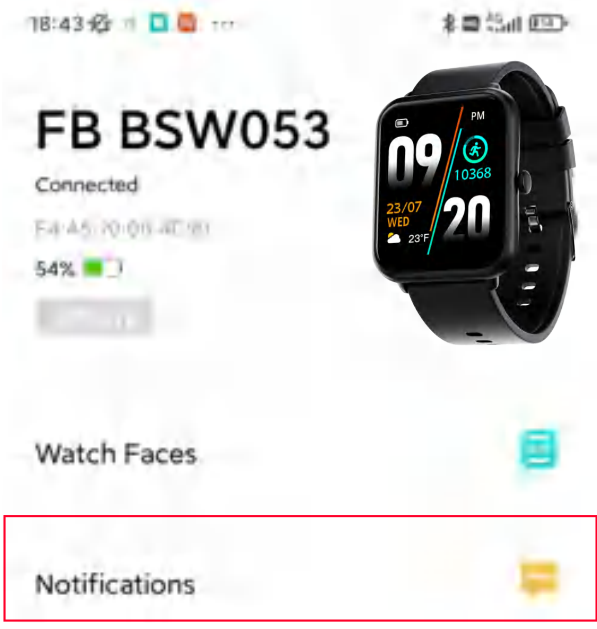 18:43
FB BSW053
Connected
54%
PM
09
10368
23/07
WED
20
23°F
Watch Faces
Notifications